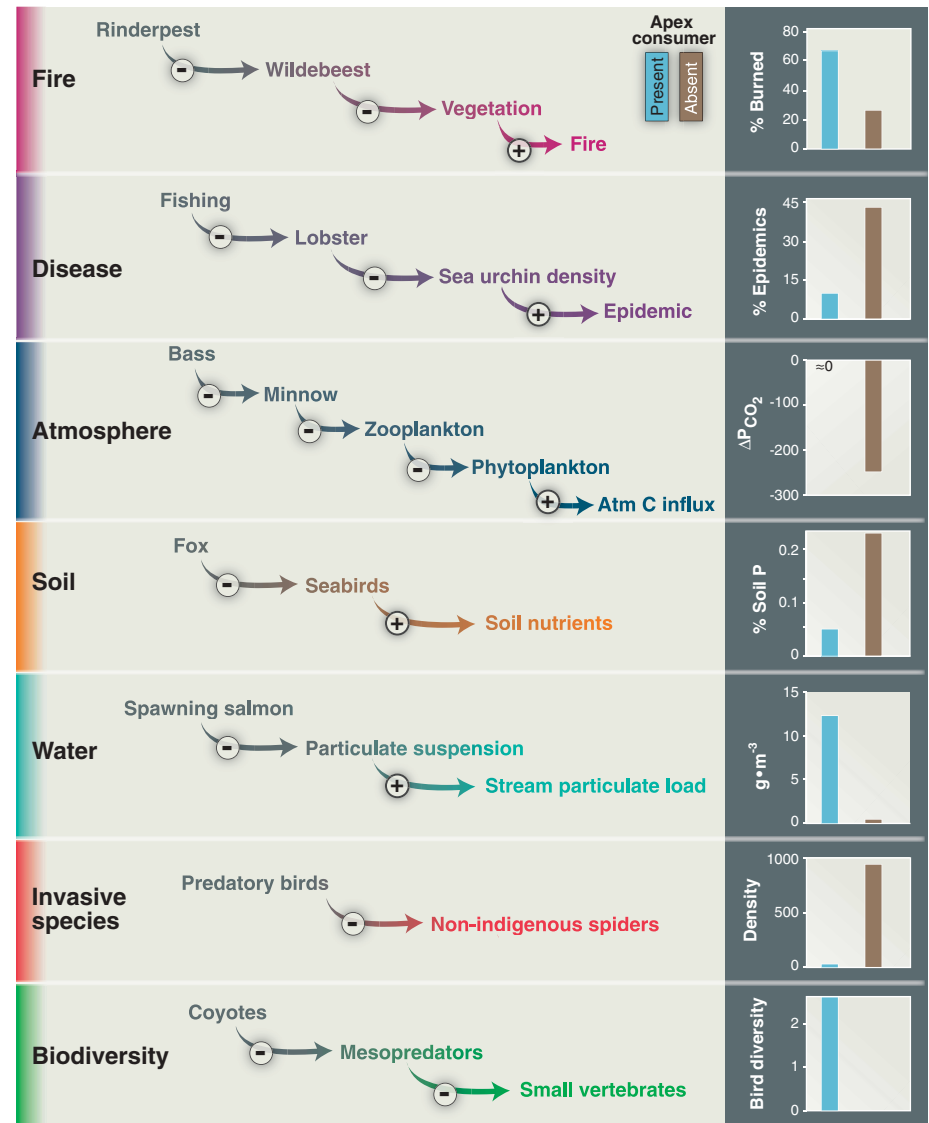 Apex
consumer
Present
Absent
Fire
Rinderpest
-
Wildebeest
-
Vegetation
+
Fire
% Burned
80
60
40
20
0
Disease
Fishing
-
Lobster
-
Sea urchin density
+
Epidemic
% Epidemics
45
30
15
0
Atmosphere
Bass
-
Minnow
-
Zooplankton
-
Phytoplankton
+
Atm C influx
ΔPCO2
0
-100
-200
-300
≈0
Soil
Fox
-
Seabirds
+
Soil nutrients
% Soil P
0.2
0.1
0
Water
Spawning salmon
-
Particulate suspension
+
Stream particulate load
g•m-3
15
10
5
0
Invasive
species
Predatory birds
-
Non-indigenous spiders
Density
1000
500
0
Biodiversity
Coyotes
-
Mesopredators
-
Small vertebrates
Bird diversity
2
1
0